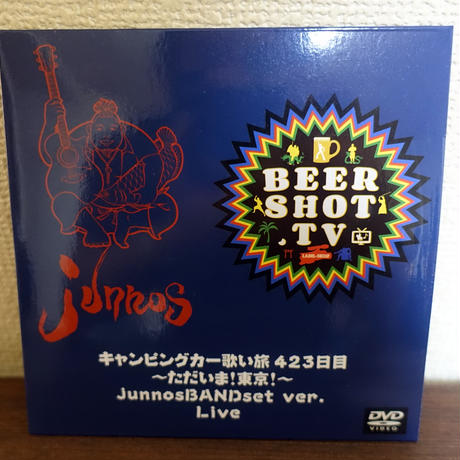 BEER
SHOT
.TV
junnos
キャンピングカー歌い旅 423日目
〜ただいま!東京!〜
junnosBANDset ver.
Live
DVD
VIDEO